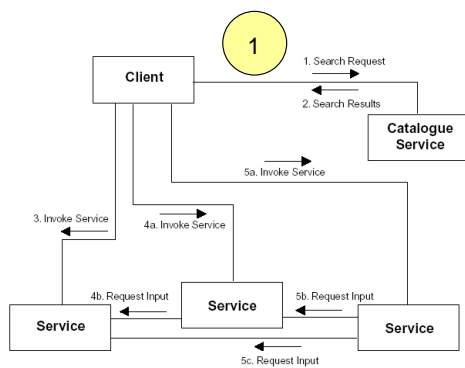 1
1. Search Request
Client
2. Search Results
Catalogue
Service
5a. Invoke Service
3. Invoke Service
4a. Invoke Service
4b. Request Input
5b. Request Input
Service
Service
Service
5c. Request Input